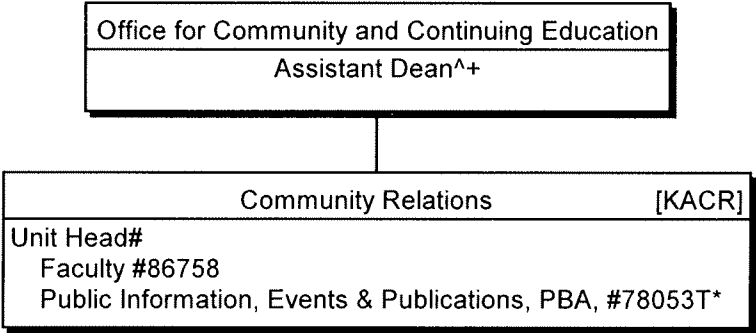 Office for Community and Continuing Education
Assistant Dean^+
Community Relations [KACR]
Unit Head#
Faculty #86758
Public Information, Events & Publications, PBA, #78053T*